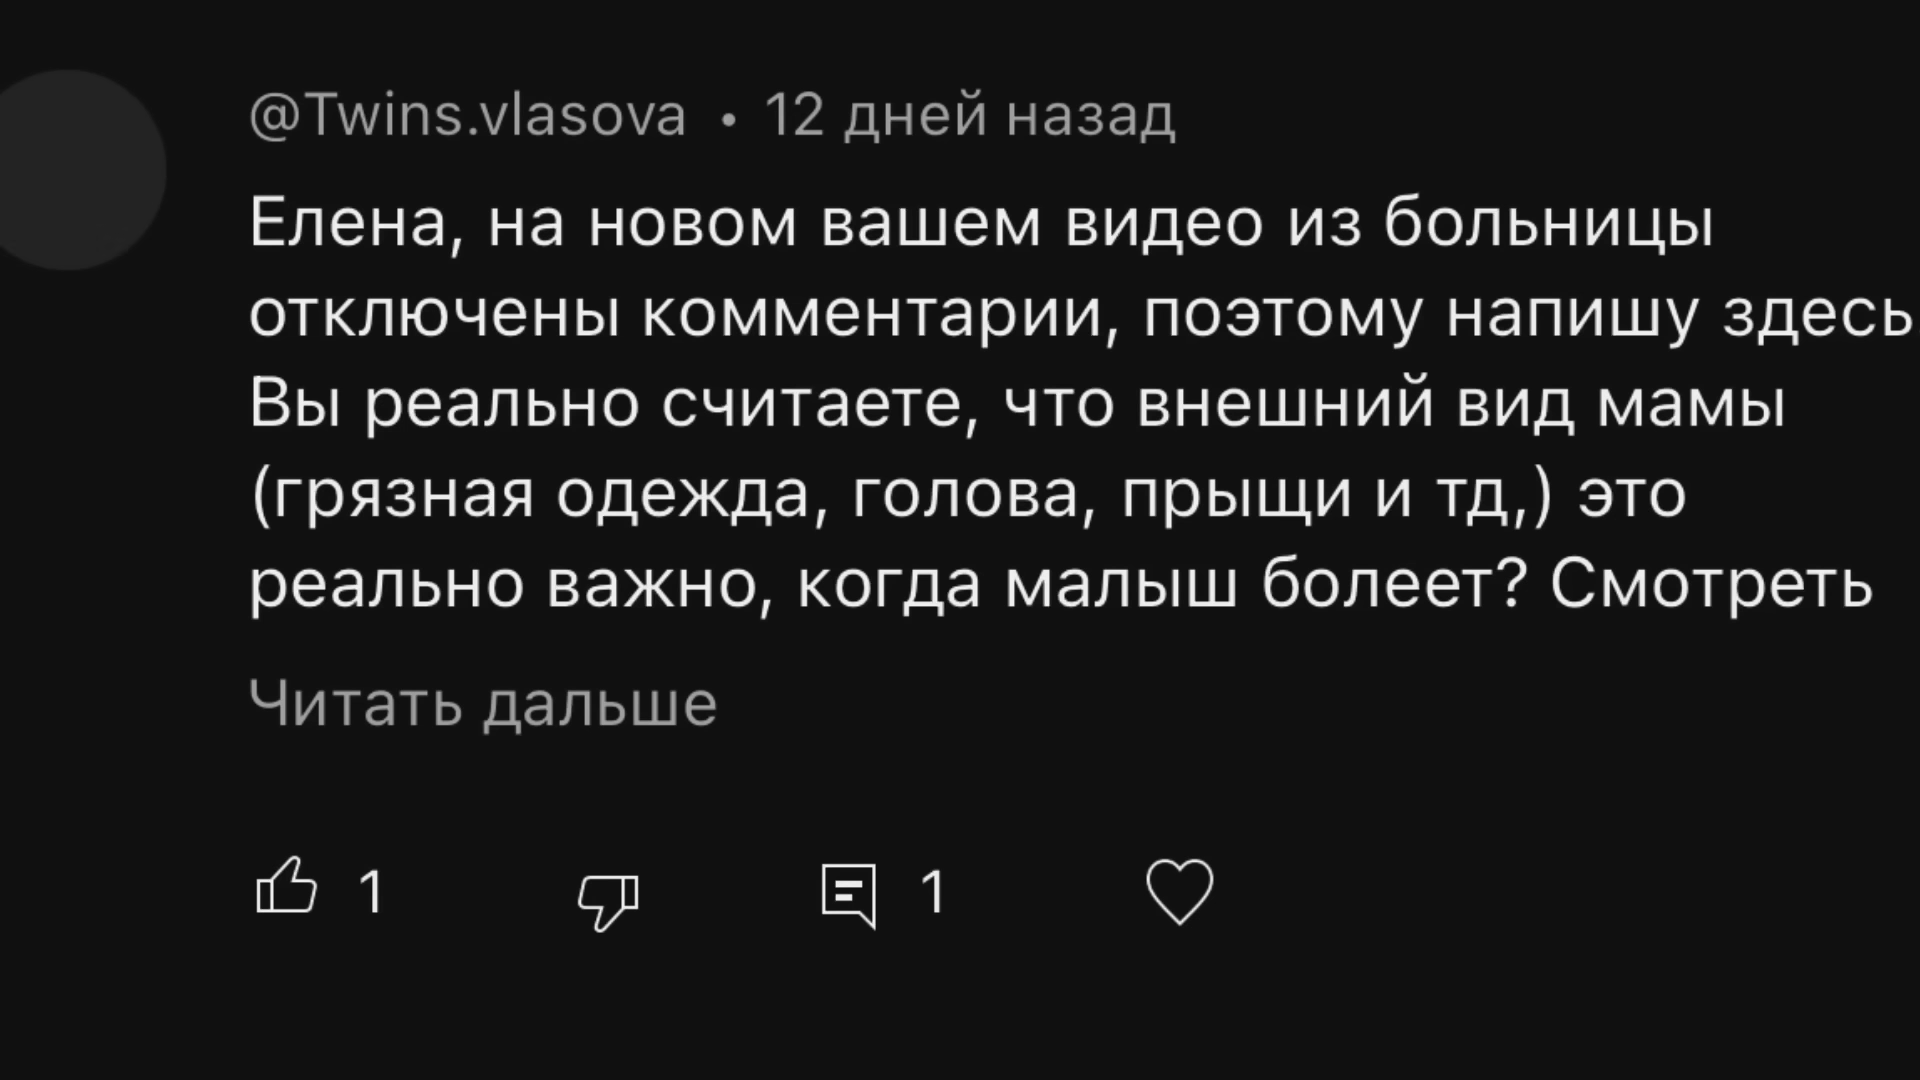 @Twins.vlasova • 12 дней назад
Елена, на новом вашем видео из больницы
отключены комментарии, поэтому напишу здесь
Вы реально считаете, что внешний вид мамы
(грязная одежда, голова, прыщи и тд,) это
реально важно, когда малыш болеет? Смотреть
Читать дальше
1 1